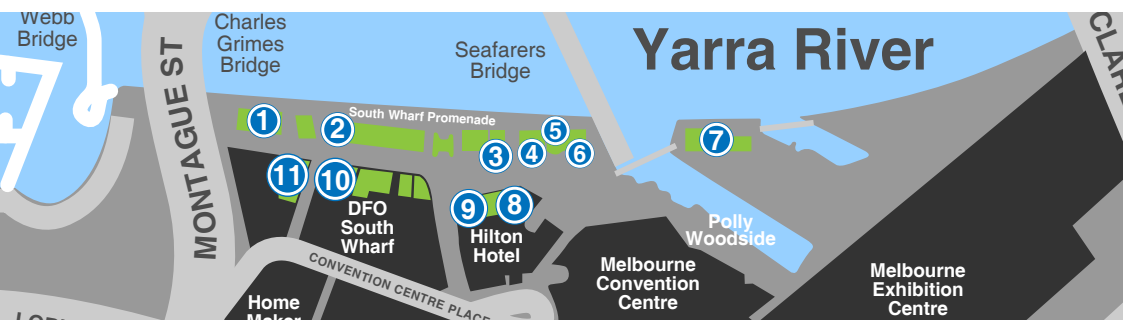 Webb
Bridge
MONTAGUE ST
Charles
Grimes
Bridge
Seafarers
Bridge
Yarra River
South Wharf Promenade
1
2
3
4
5
6
7
11
10
9
8
DFO
South
Wharf
Hilton
Hotel
Polly
Woodside
Melbourne
Convention
Centre
Melbourne
Exhibition
Centre
CONVENTION CENTRE PLACE
Home